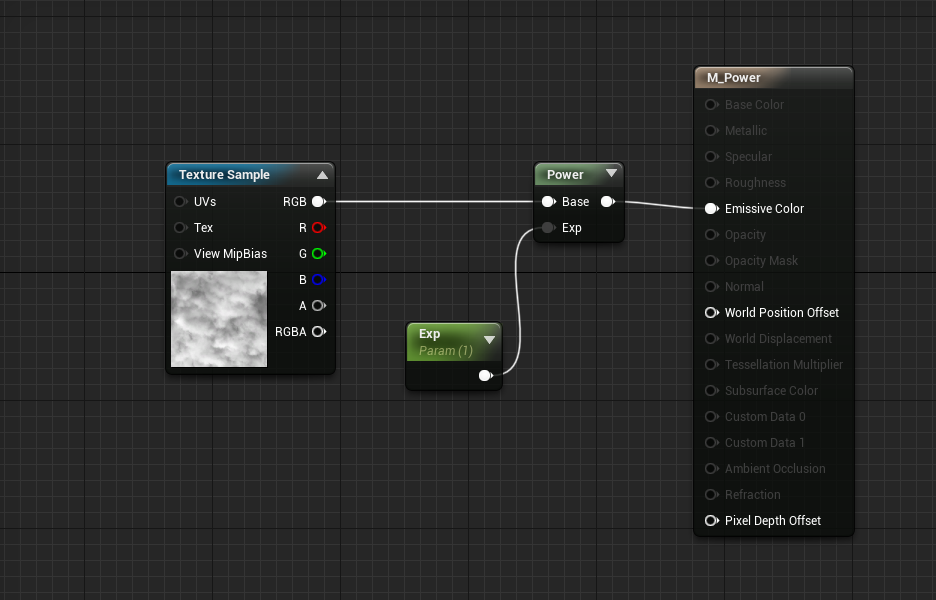 M_Power
Base Color
Metallic
Specular
Roughness
Emissive Color
Opacity
Opacity Mask
Normal
World Position Offset
World Displacement
Tessellation Multiplier
Subsurface Color
Custom Data 0
Custom Data 1
Ambient Occlusion
Refraction
Pixel Depth Offset
Texture Sample
UVs RGB
Tex R
View MipBias G
B
A
RGBA
Power
Base
Exp
Exp
Param (1)